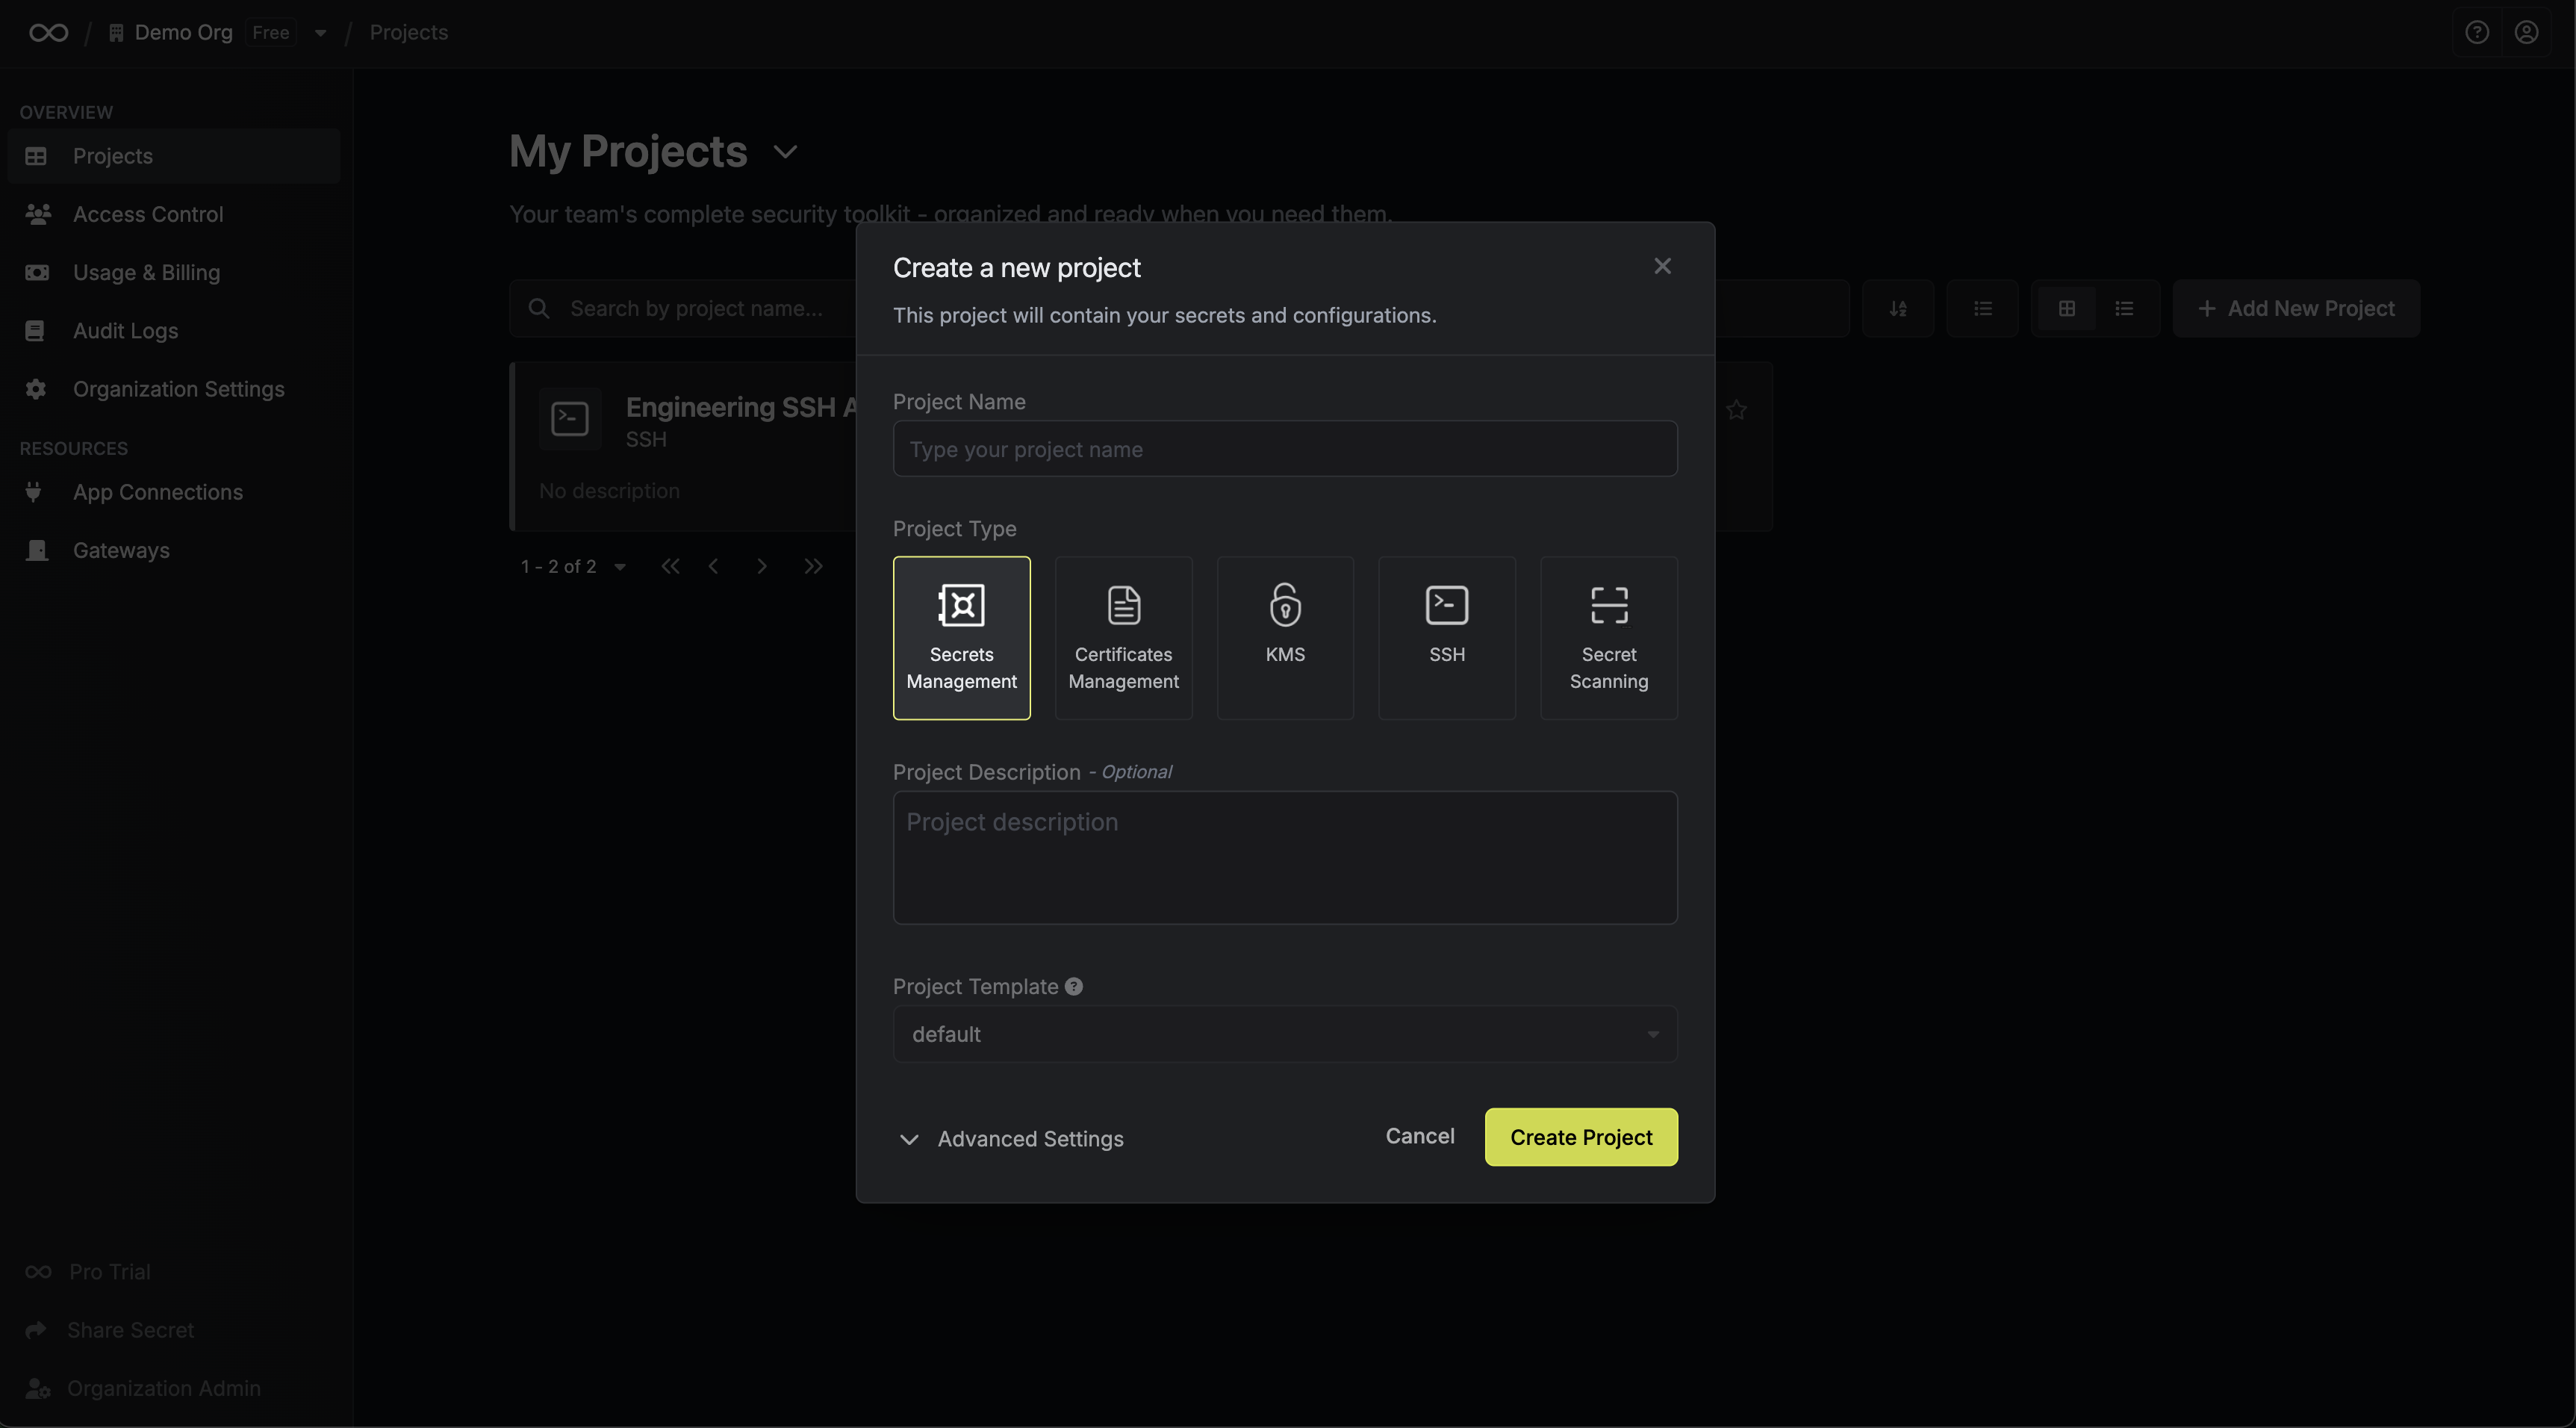 Demo Org Free
Projects
OVERVIEW
Projects
Access Control
Usage & Billing
Audit Logs
Organization Settings
RESOURCES
App Connections
Gateways
Pro Trial
Share Secret
Organization Admin
My Projects
Your team's complete security toolkit - organized and ready when you need them.
Search by project name...
Add New Project
Engineering SSH
SSH
No description
1 - 2 of 2
Create a new project
This project will contain your secrets and configurations.
Project Name
Type your project name
Project Type
Secrets
Management
Certificates
Management
KMS
SSH
Secret
Scanning
Project Description - Optional
Project description
Project Template
default
Advanced Settings
Cancel
Create Project